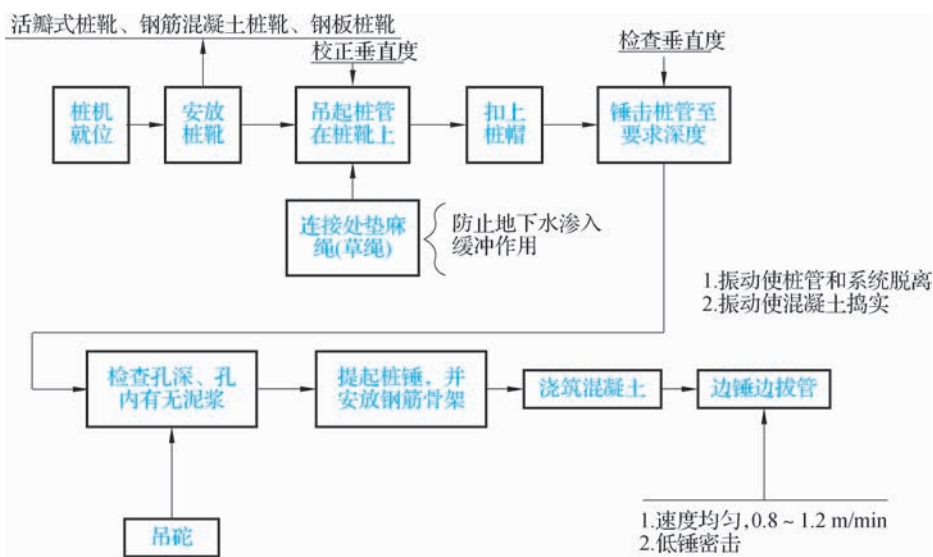 活瓣式桩靴、钢筋混凝土桩靴、钢板桩靴
校正垂直度
检查垂直度
桩机
就位
安放
桩靴
吊起桩管
在桩靴上
扣上
桩帽
锤击桩管至
要求深度
连接处垫麻
绳(草绳)
防止地下水渗入
缓冲作用
1.振动使桩管和系统脱离
2.振动使混凝土捣实
检查孔深、孔
内有无泥浆
提起桩锤，并
安放钢筋骨架
浇筑混凝土
边锤边拔管
吊砣
1.速度均匀,0.8~1.2 m/min
2.低锤密击